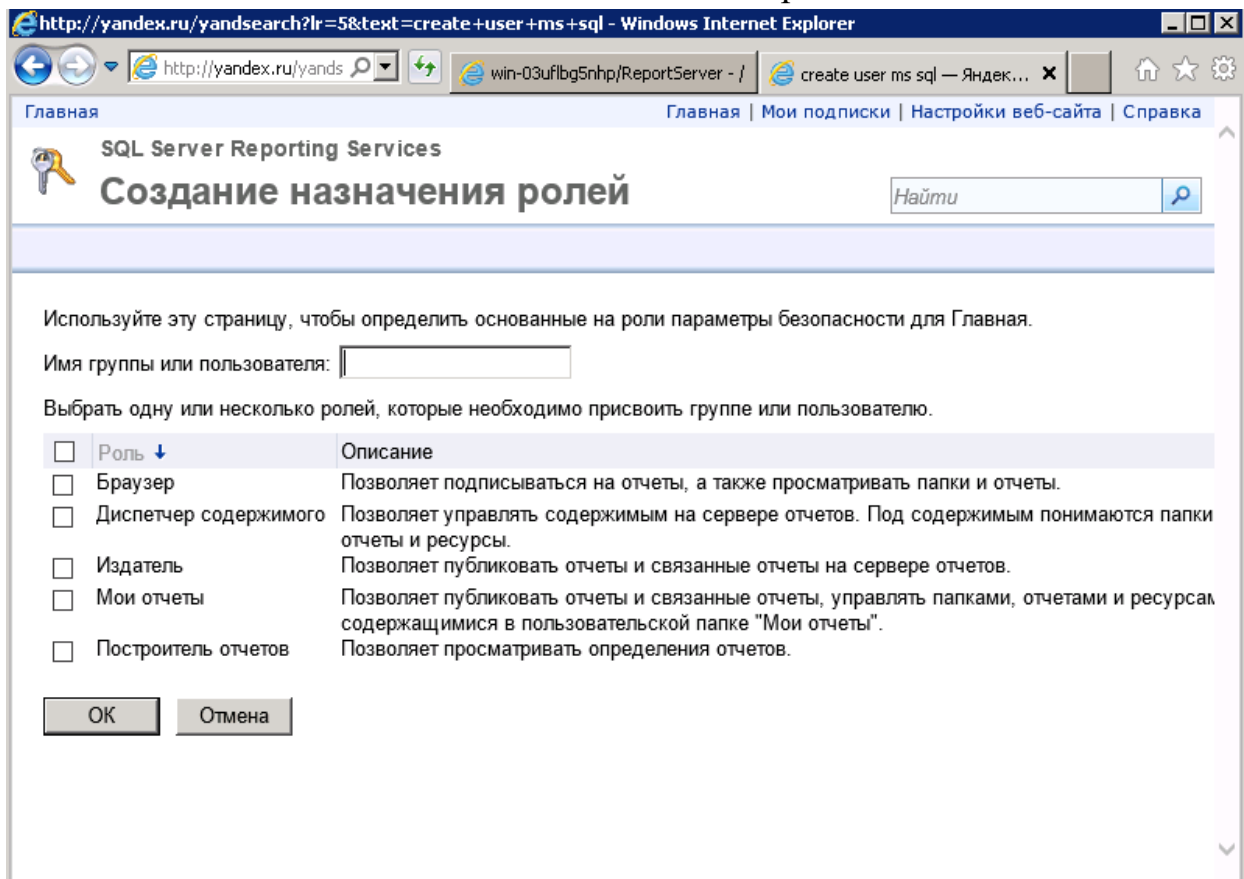 http://yandex.ru/yandsearch?lr=5&text=create+user+ms+sql - Windows Internet Explorer
http://yandex.ru/yands
win-03uflbg5nhp/ReportServer - /
create user ms sql — Яндек...
Главная
Главная | Мои подписки | Настройки веб-сайта | Справка
SQL Server Reporting Services
Создание назначения ролей
Найти
Используйте эту страницу, чтобы определить основанные на роли параметры безопасности для Главная.
Имя группы или пользователя:
Выбрать одну или несколько ролей, которые необходимо присвоить группе или пользователю.
Роль Описание
Браузер Позволяет подписываться на отчеты, а также просматривать папки и отчеты.
Диспетчер содержимого Позволяет управлять содержимым на сервере отчетов. Под содержимым понимаются папки
отчеты и ресурсы.
Издатель Позволяет публиковать отчеты и связанные отчеты на сервере отчетов.
Мои отчеты Позволяет публиковать отчеты и связанные отчеты, управлять папками, отчетами и ресурсам
содержащимися в пользовательской папке "Мои отчеты".
Построитель отчетов Позволяет просматривать определения отчетов.
ОК Отмена